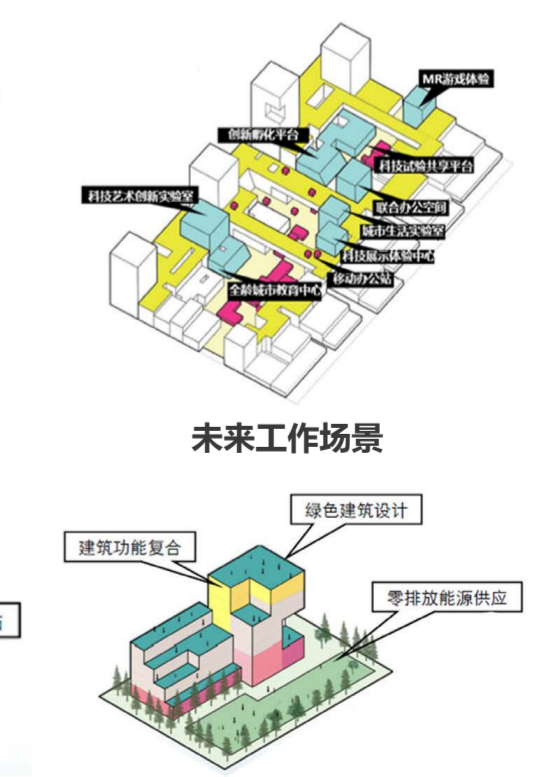 MR游戏体验
创新孵化平台
科技试验共享平台
科技艺术创新实验室
联合办公空间
城市生活实验室
科技展示体验中心
移动办公站
全龄城市教育中心
未来工作场景
绿色建筑设计
建筑功能复合
零排放能源供应